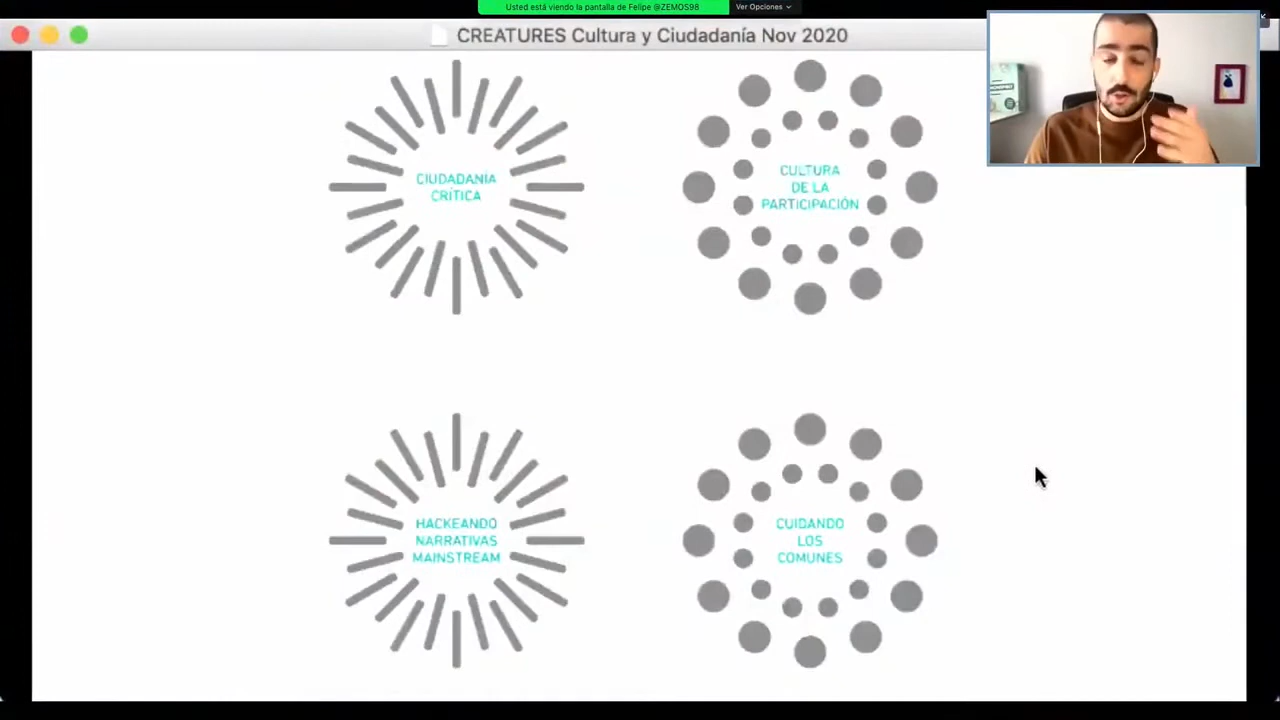 Usted está viendo la pantalla de Felipe @ZEMOS98
Ver Opciones
CREATURES Cultura y Ciudadanía Nov 2020
CIUDADANÍA
CRÍTICA
CULTURA
DE LA
PARTICIPACIÓN
HACKEANDO
NARRATIVAS
MAINSTREAM
CUIDANDO
LOS
COMUNES